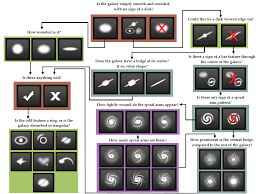 Is the galaxy simply smooth and rounded,
with no sign of a disk?
Could this be a disk viewed edge-on?
How rounded is it?
Is there a sign of a bar feature through
the centre of the galaxy?
Does the galaxy have a bulge at its centre?
If so, what shape?
Is there anything odd?
Is there any sign of a spiral
arm pattern?
How tightly wound do the spiral arms appear?
Is the odd feature a ring, or is the
galaxy disturbed or irregular?
How many spiral arms are there?
How prominent is the central bulge,
compared to the rest of the galaxy?